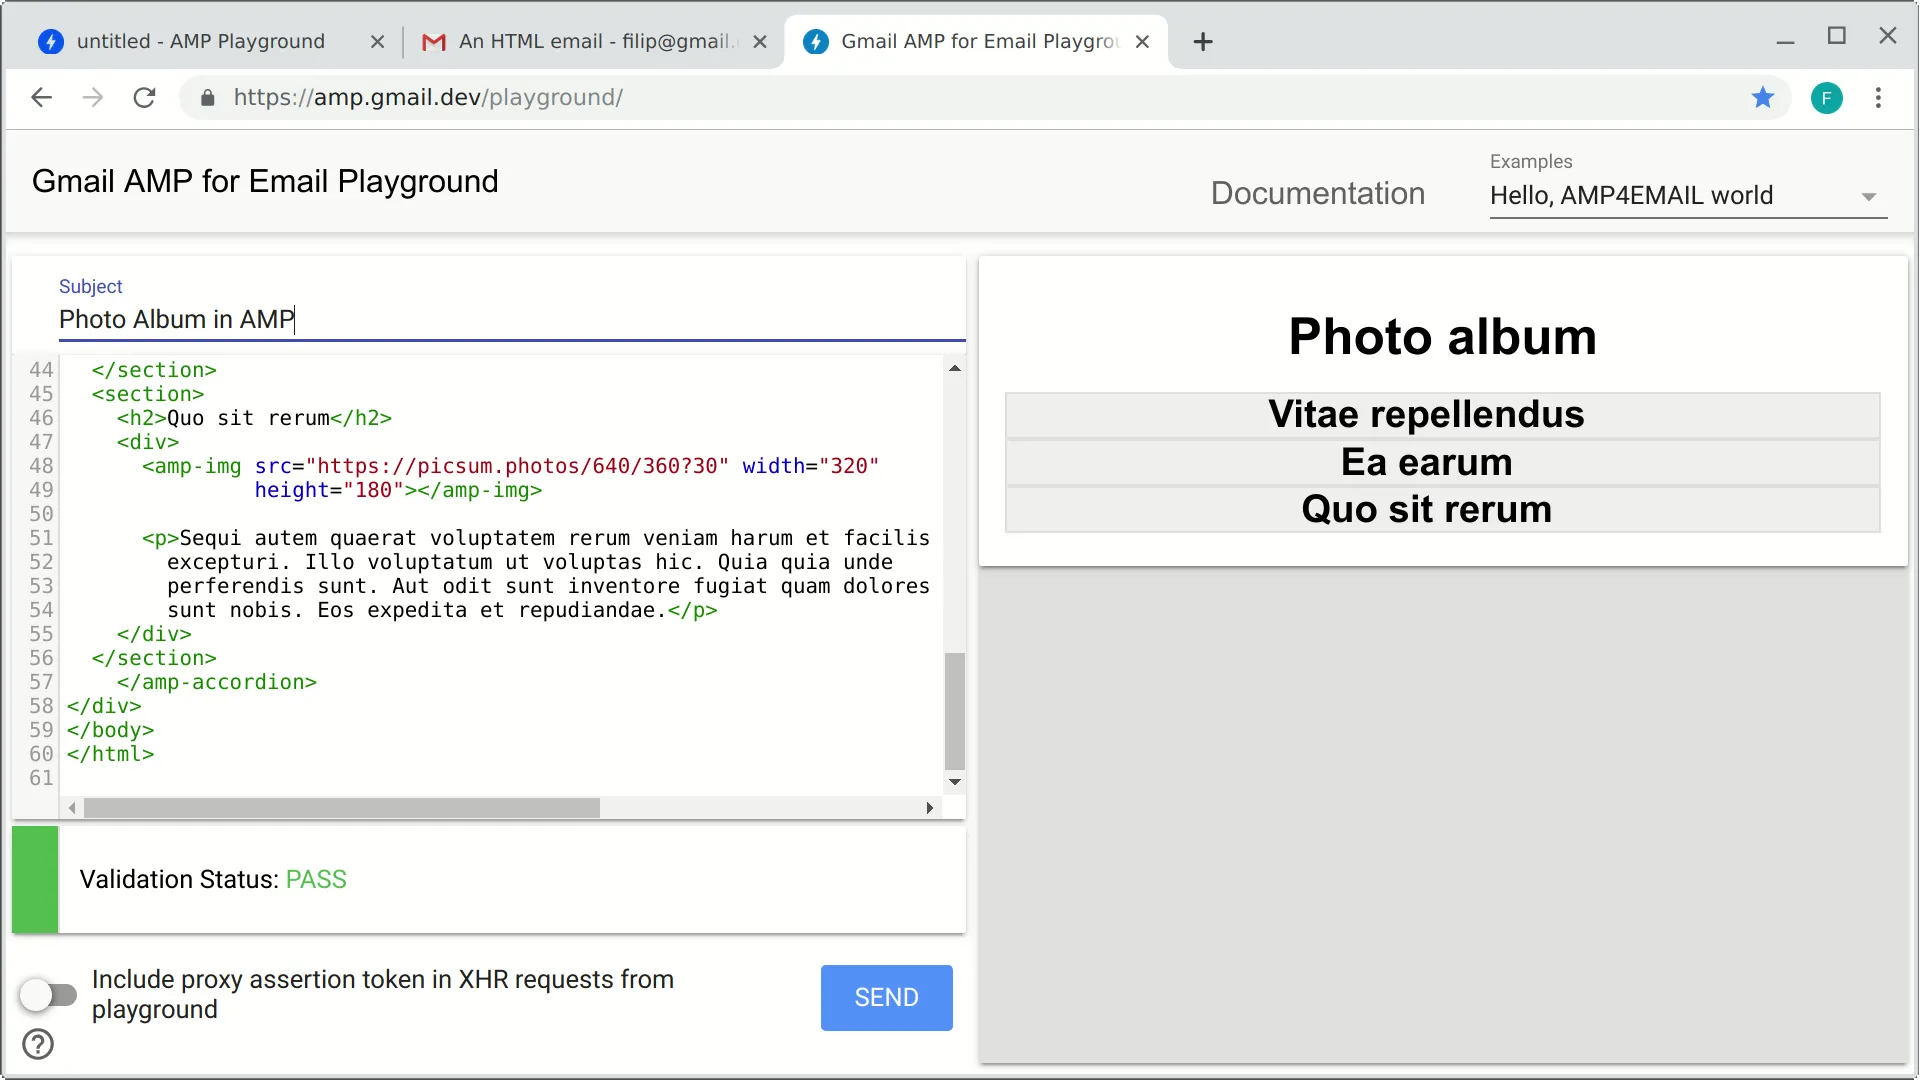 untitled - AMP Playground
An HTML email - filip@gmail.
Gmail AMP for Email Playgrou
https://amp.gmail.dev/playground/
F
Gmail AMP for Email Playground
Documentation
Examples
Hello, AMP4EMAIL world
Subject
Photo Album in AMP
44   </section>
45   <section>
46     <h2>Quo sit rerum</h2>
47     <div>
48       <amp-img src="https://picsum.photos/640/360?30" width="320"
49                height="180"></amp-img>
50
51       <p>Sequi autem quaerat voluptatem rerum veniam harum et facilis
52         excepturi. Illo voluptatum ut voluptas hic. Quia quia unde
53         perferendis sunt. Aut odit sunt inventore fugiat quam dolores
54         sunt nobis. Eos expedita et repudiandae.</p>
55     </div>
56   </section>
57     </amp-accordion>
58 </div>
59 </body>
60 </html>
61
Validation Status: PASS
Include proxy assertion token in XHR requests from
playground
SEND
Photo album
Vitae repellendus
Ea earum
Quo sit rerum